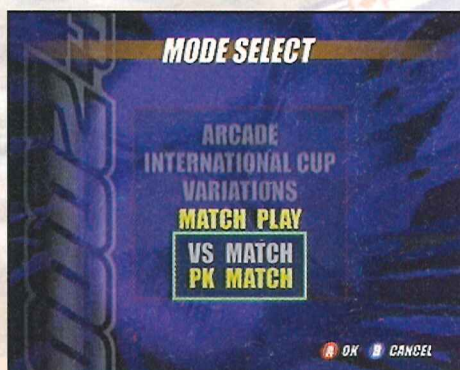 MODE SELECT
ARCADE
INTERNATIONAL CUP
VARIATIONS
MATCH PLAY
VS MATCH
PK MATCH
A OK B CANCEL